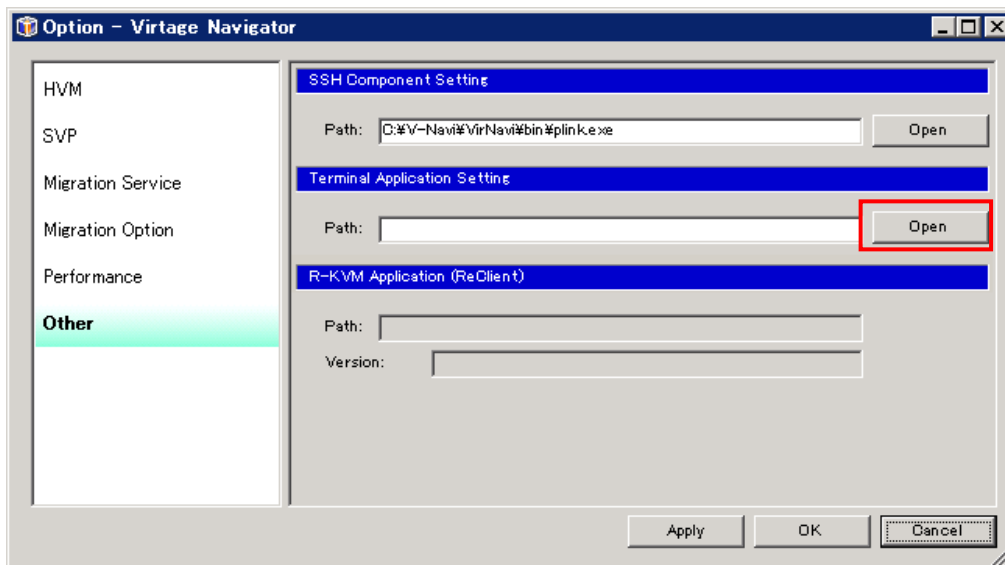 Option - Virtage Navigator
HVM
SVP
Migration Service
Migration Option
Performance
Other
SSH Component Setting
Path: C:¥V-Navi¥VirNavi¥bin¥plink.exe Open
Terminal Application Setting
Path: Open
R-KVM Application (ReClient)
Path:
Version:
Apply OK Cancel